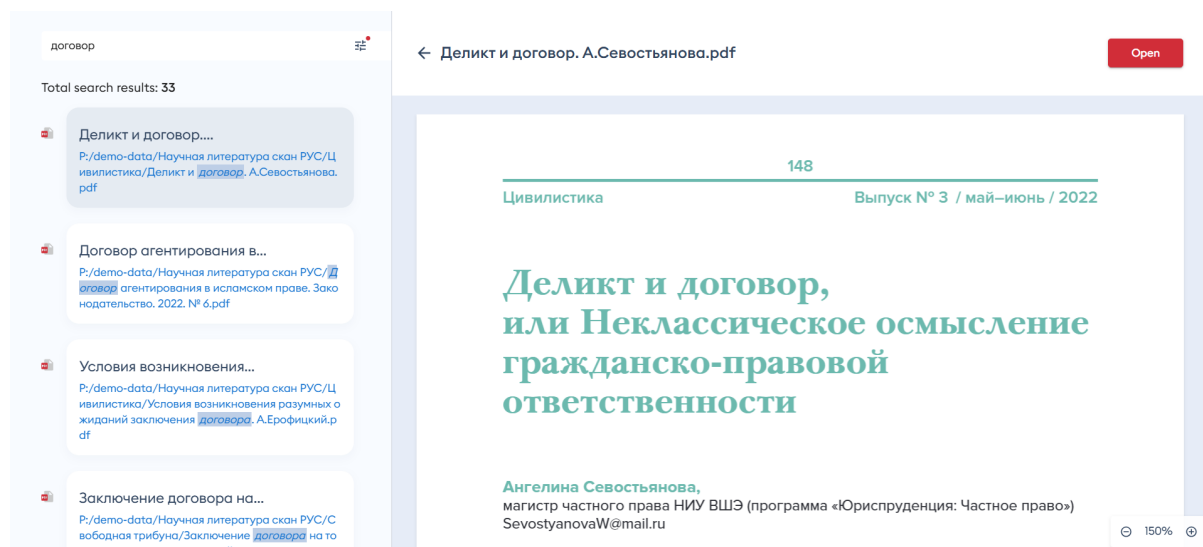 договор
Total search results: 33
Деликт и договор....
P:/demo-data/Научная литература скан РУС/Ц
ивилистика/Деликт и договор. А.Севостьянова.
pdf
Договор агентирования в...
P:/demo-data/Научная литература скан РУС/Д
оговор агентирования в исламском праве. Зако
нодательство. 2022. № 6.pdf
Условия возникновения...
P:/demo-data/Научная литература скан РУС/Ц
ивилистика/Условия возникновения разумных о
жиданий заключения договора. А.Ерофицкий.p
df
Заключение договора на...
P:/demo-data/Научная литература скан РУС/С
вободная трибуна/Заключение договора на то
Деликт и договор. А.Севостьянова.pdf
Open
148
Цивилистика Выпуск № 3 / май–июнь / 2022
Деликт и договор,
или Неклассическое осмысление
гражданско-правовой
ответственности
Ангелина Севостьянова,
магистр частного права НИУ ВШЭ (программа «Юриспруденция: Частное право»)
SevostyanovaW@mail.ru
150%